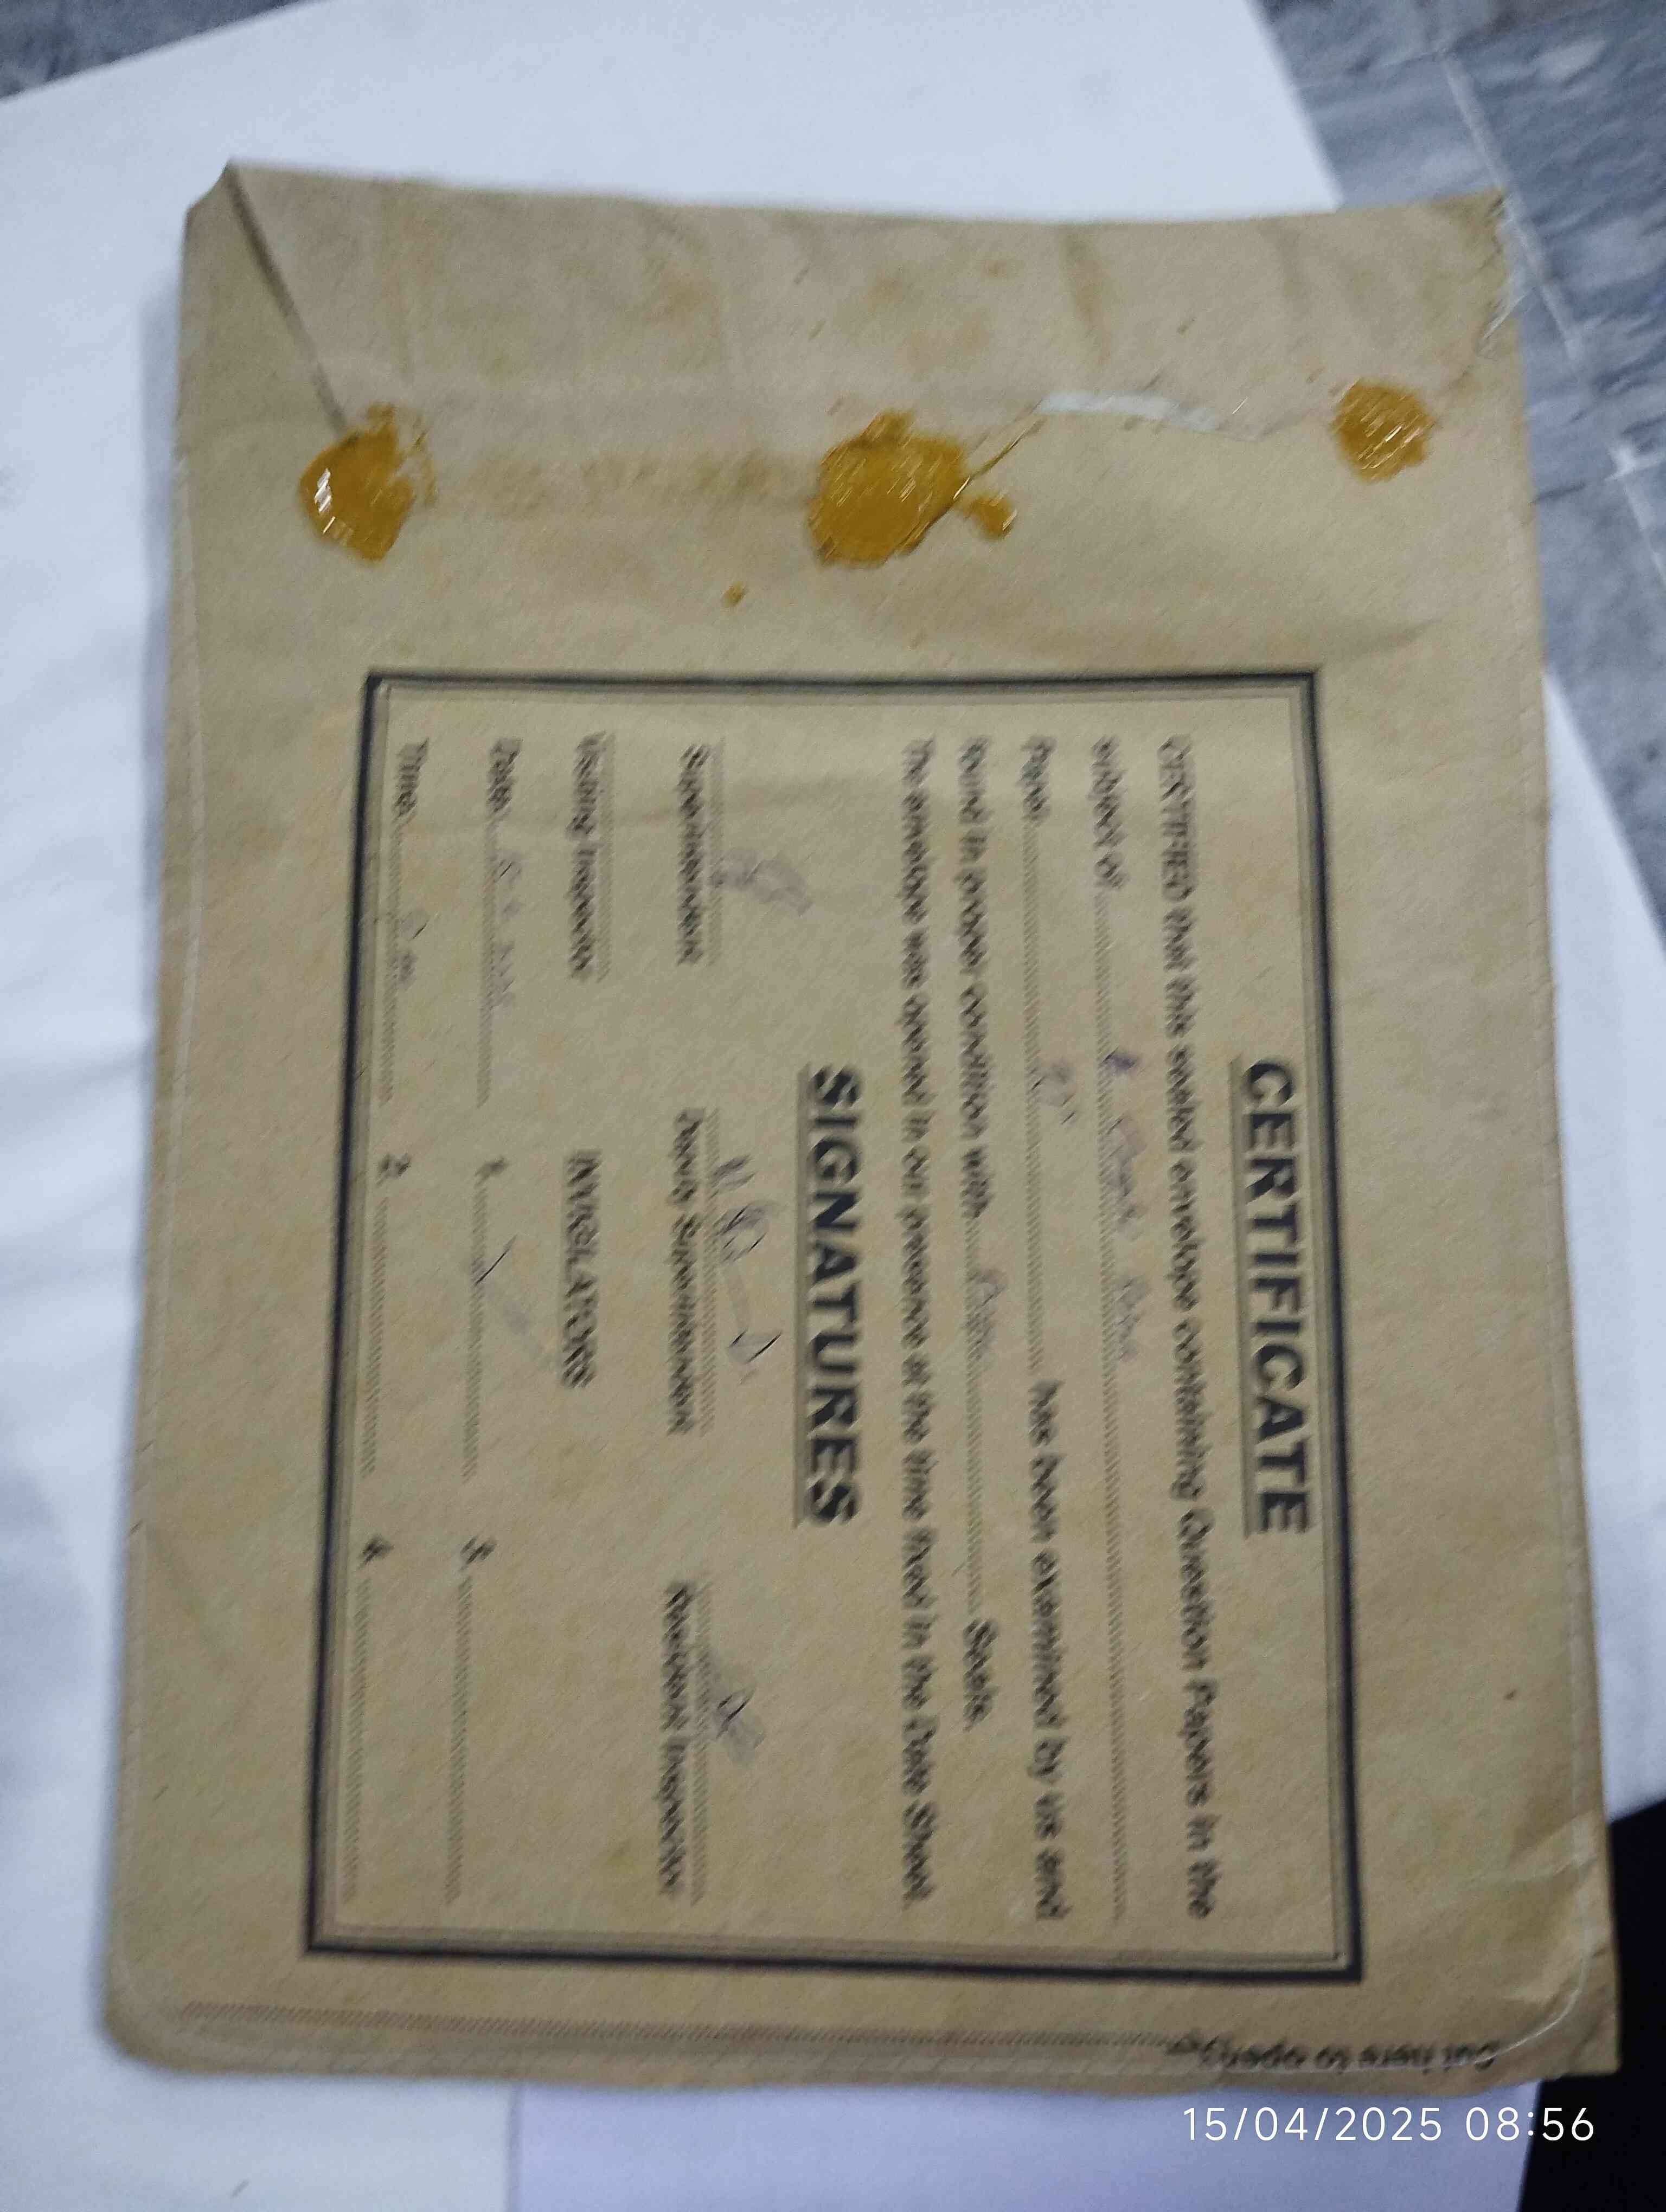 CERTIFICATE
CERTIFIED that this sealed envelope containing Question Papers in the
subject of
Paper has been examined by us and
found in proper condition with Seals.
The envelope was opened in our presence at the time fixed in the Date Sheet.
SIGNATURES
Superintendent Deputy Superintendent Resident Inspector
Visiting Inspector INVIGILATORS
Date 1. 3.
Time 2. 4.
Cut here to open
15/04/2025 08:56